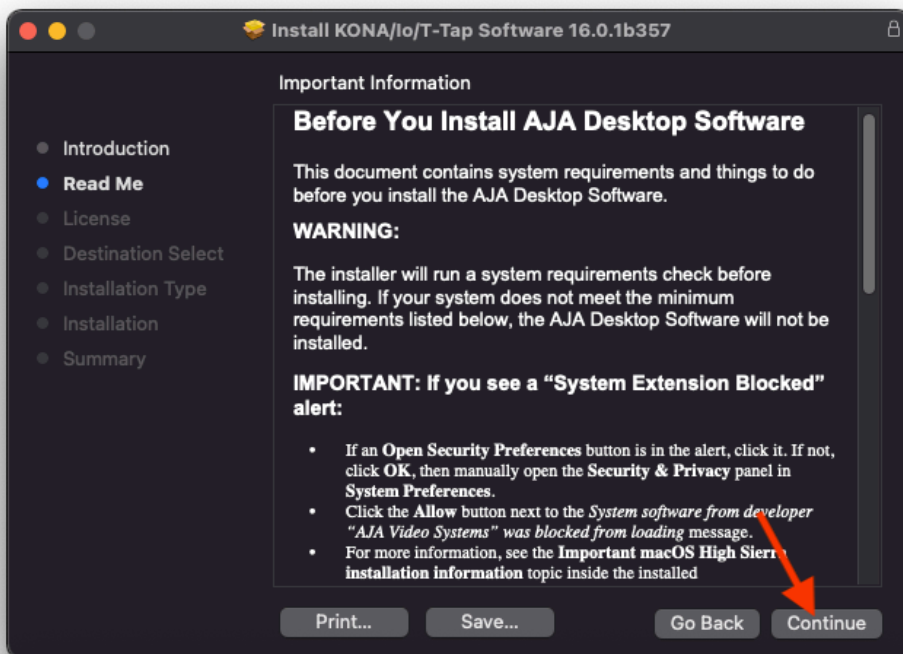 Install KONA/Io/T-Tap Software 16.0.1b357
Important Information
Introduction
Read Me
License
Destination Select
Installation Type
Installation
Summary
Before You Install AJA Desktop Software
This document contains system requirements and things to do
before you install the AJA Desktop Software.
WARNING:
The installer will run a system requirements check before
installing. If your system does not meet the minimum
requirements listed below, the AJA Desktop Software will not be
installed.
IMPORTANT: If you see a “System Extension Blocked”
alert:
• If an Open Security Preferences button is in the alert, click it. If not,
click OK, then manually open the Security & Privacy panel in
System Preferences.
• Click the Allow button next to the System software from developer
“AJA Video Systems” was blocked from loading message.
• For more information, see the Important macOS High Sierra
installation information topic inside the installed
Print...
Save...
Go Back
Continue